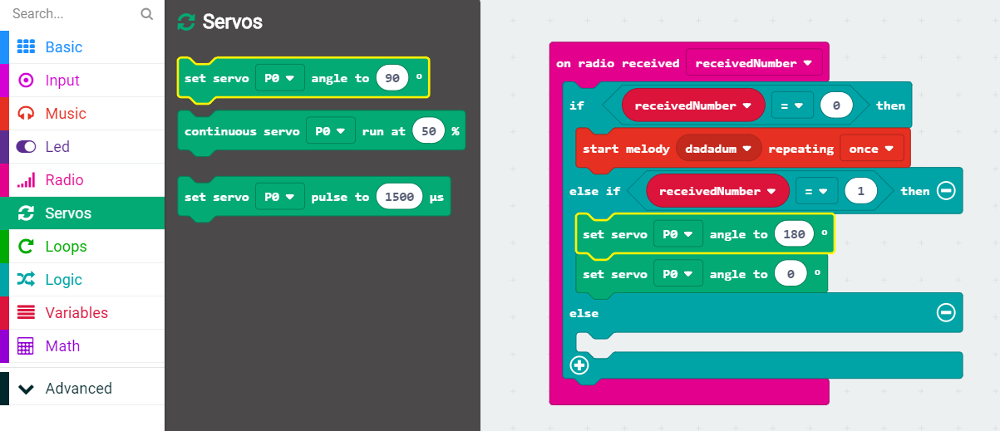 Search...
Basic
Input
Music
Led
Radio
Servos
Loops
Logic
Variables
Math
Advanced
Servos
set servo P0 angle to 90 °
continuous servo P0 run at 50 %
set servo P0 pulse to 1500 µs
on radio received receivedNumber
if receivedNumber = 0 then
start melody dadadum repeating once
else if receivedNumber = 1 then
set servo P0 angle to 180 °
set servo P0 angle to 0 °
else